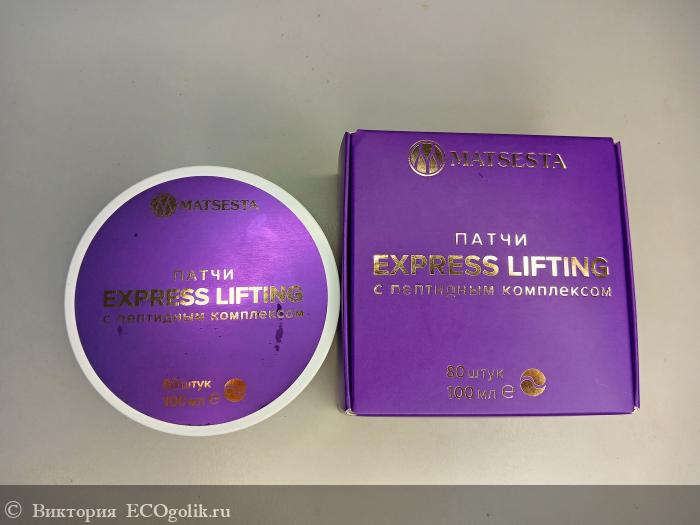 MATSESTA
ПАТЧИ
EXPRESS LIFTING
с пептидным комплексом
80 штук
100 мл е
MATSESTA
ПАТЧИ
EXPRESS LIFTING
с пептидным комплексом
80 штук
100 мл е
© Виктория ECOgolik.ru